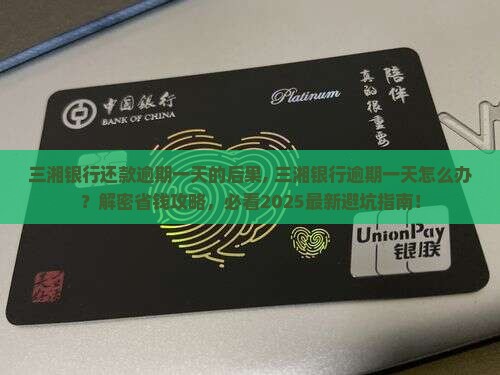 中国银行
BANK OF CHINA
Platinum
陪伴
真的很重要
三湘银行还款逾期一天的后果, 三湘银行逾期一天怎么办
？解密省钱攻略，必看2025最新避坑指南！
UnionPay
银联